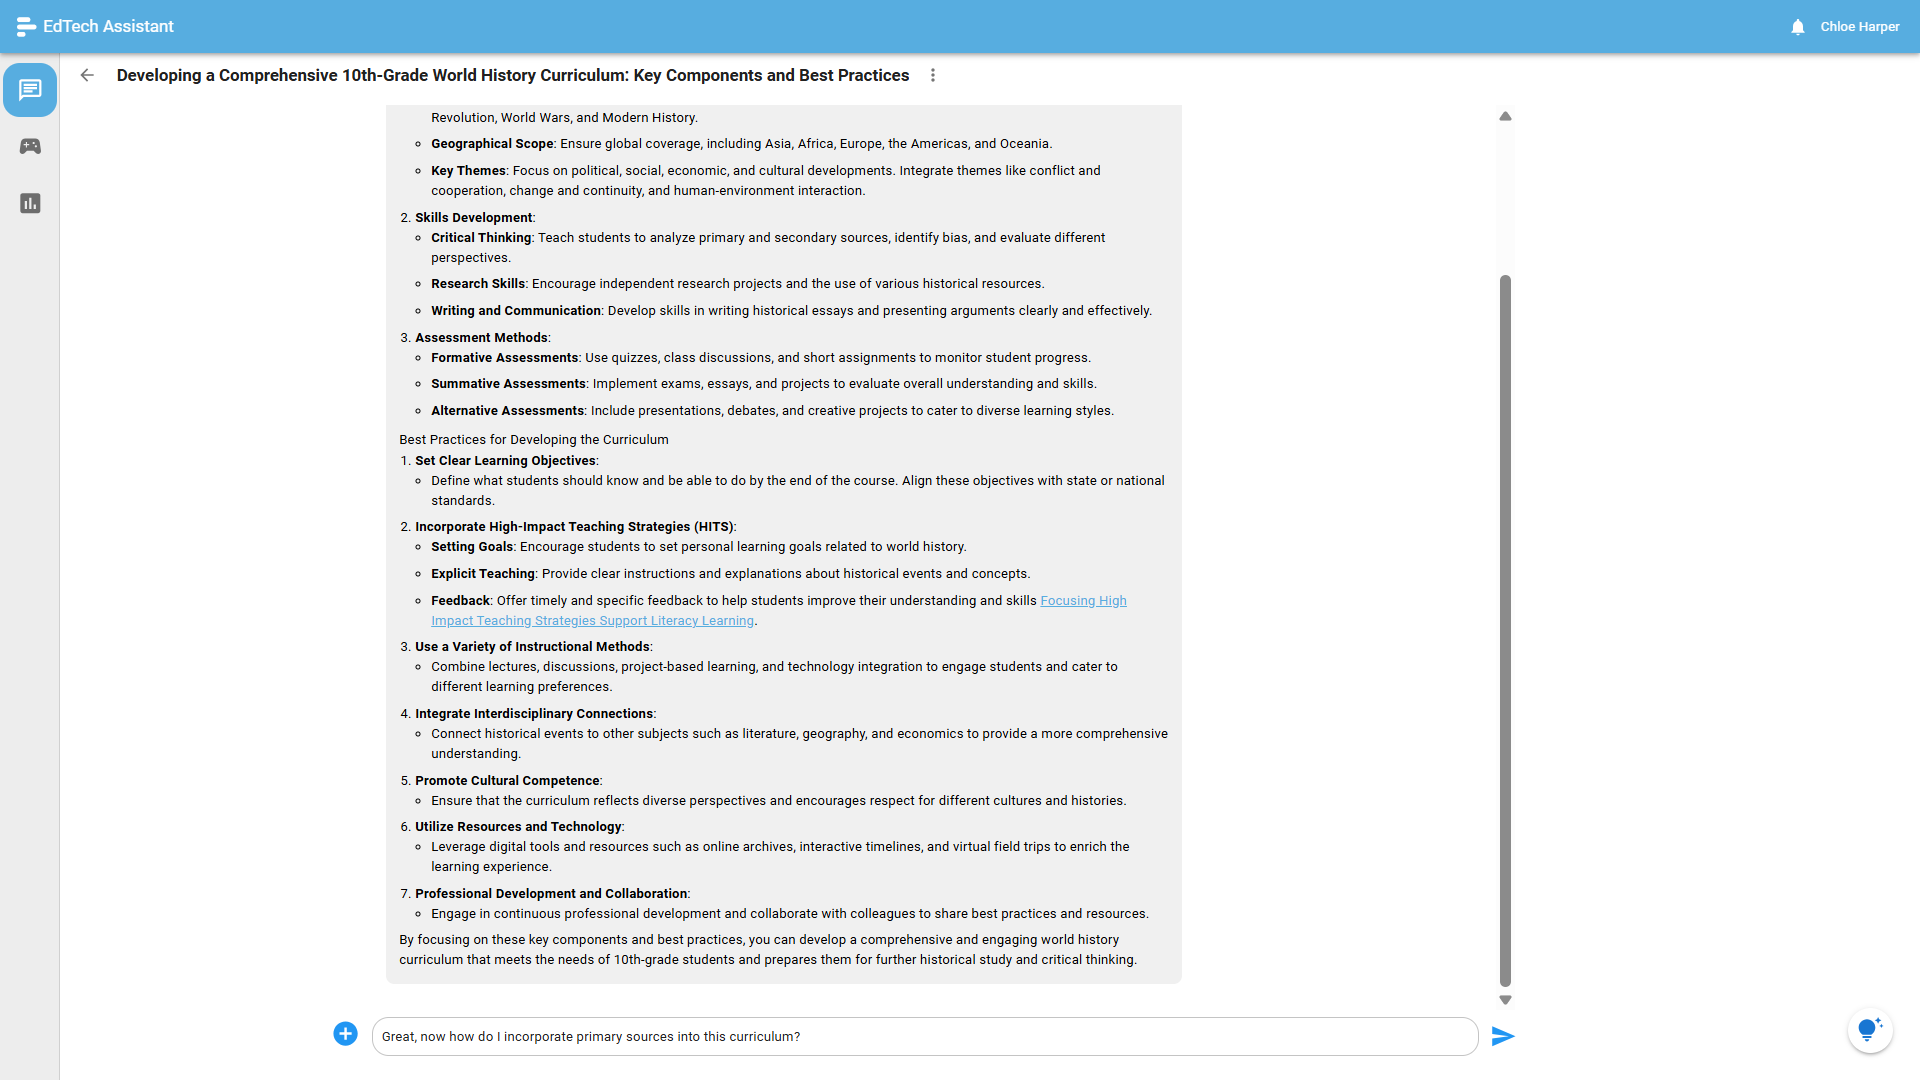 EdTech Assistant
Chloe Harper
Developing a Comprehensive 10th-Grade World History Curriculum: Key Components and Best Practices
Revolution, World Wars, and Modern History.
Geographical Scope: Ensure global coverage, including Asia, Africa, Europe, the Americas, and Oceania.
Key Themes: Focus on political, social, economic, and cultural developments. Integrate themes like conflict and
cooperation, change and continuity, and human-environment interaction.
2. Skills Development:
Critical Thinking: Teach students to analyze primary and secondary sources, identify bias, and evaluate different
perspectives.
Research Skills: Encourage independent research projects and the use of various historical resources.
Writing and Communication: Develop skills in writing historical essays and presenting arguments clearly and effectively.
3. Assessment Methods:
Formative Assessments: Use quizzes, class discussions, and short assignments to monitor student progress.
Summative Assessments: Implement exams, essays, and projects to evaluate overall understanding and skills.
Alternative Assessments: Include presentations, debates, and creative projects to cater to diverse learning styles.
Best Practices for Developing the Curriculum
1. Set Clear Learning Objectives:
Define what students should know and be able to do by the end of the course. Align these objectives with state or national
standards.
2. Incorporate High-Impact Teaching Strategies (HITS):
Setting Goals: Encourage students to set personal learning goals related to world history.
Explicit Teaching: Provide clear instructions and explanations about historical events and concepts.
Feedback: Offer timely and specific feedback to help students improve their understanding and skills Focusing High
Impact Teaching Strategies Support Literacy Learning.
3. Use a Variety of Instructional Methods:
Combine lectures, discussions, project-based learning, and technology integration to engage students and cater to
different learning preferences.
4. Integrate Interdisciplinary Connections:
Connect historical events to other subjects such as literature, geography, and economics to provide a more comprehensive
understanding.
5. Promote Cultural Competence:
Ensure that the curriculum reflects diverse perspectives and encourages respect for different cultures and histories.
6. Utilize Resources and Technology:
Leverage digital tools and resources such as online archives, interactive timelines, and virtual field trips to enrich the
learning experience.
7. Professional Development and Collaboration:
Engage in continuous professional development and collaborate with colleagues to share best practices and resources.
By focusing on these key components and best practices, you can develop a comprehensive and engaging world history
curriculum that meets the needs of 10th-grade students and prepares them for further historical study and critical thinking.
Great, now how do I incorporate primary sources into this curriculum?